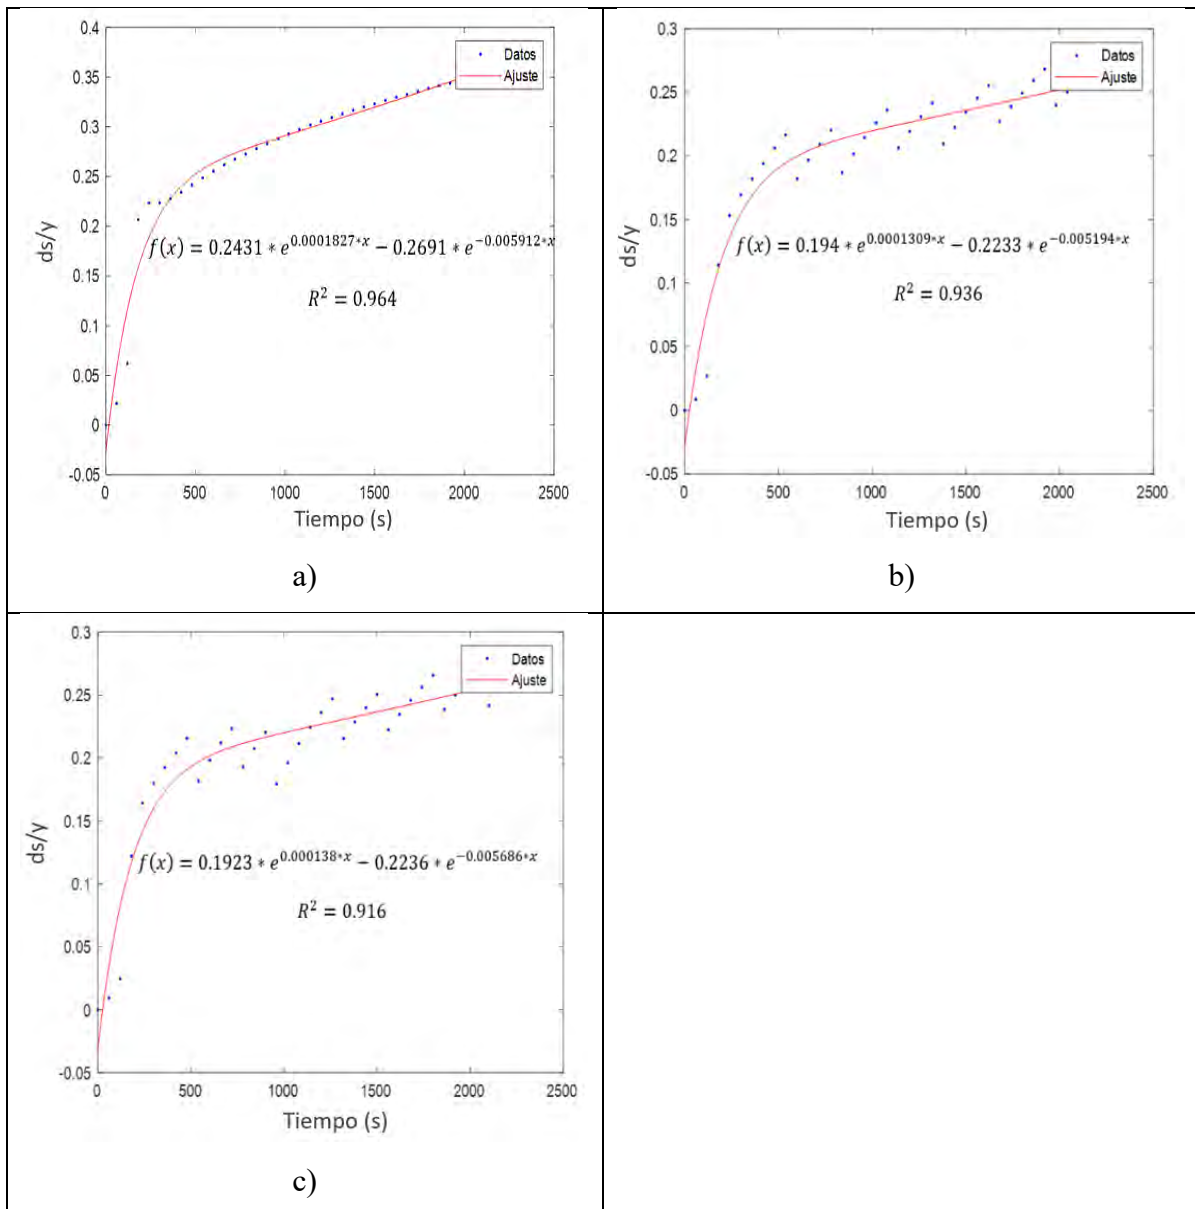 0.4
0.35
0.3
0.25
0.2
0.15
0.1
0.05
0
-0.05
ds/y
Datos
Ajuste
f(x) = 0.2431 ∗ e^{0.0001827∗x} − 0.2691 ∗ e^{−0.005912∗x}
R² = 0.964
0 500 1000 1500 2000 2500
Tiempo (s)
a)
0.3
0.25
0.2
0.15
0.1
0.05
0
-0.05
ds/y
Datos
Ajuste
f(x) = 0.194 ∗ e^{0.0001309∗x} − 0.2233 ∗ e^{−0.005194∗x}
R² = 0.936
0 500 1000 1500 2000 2500
Tiempo (s)
b)
0.3
0.25
0.2
0.15
0.1
0.05
0
-0.05
ds/y
Datos
Ajuste
f(x) = 0.1923 ∗ e^{0.000138∗x} − 0.2236 ∗ e^{−0.005686∗x}
R² = 0.916
0 500 1000 1500 2000 2500
Tiempo (s)
c)